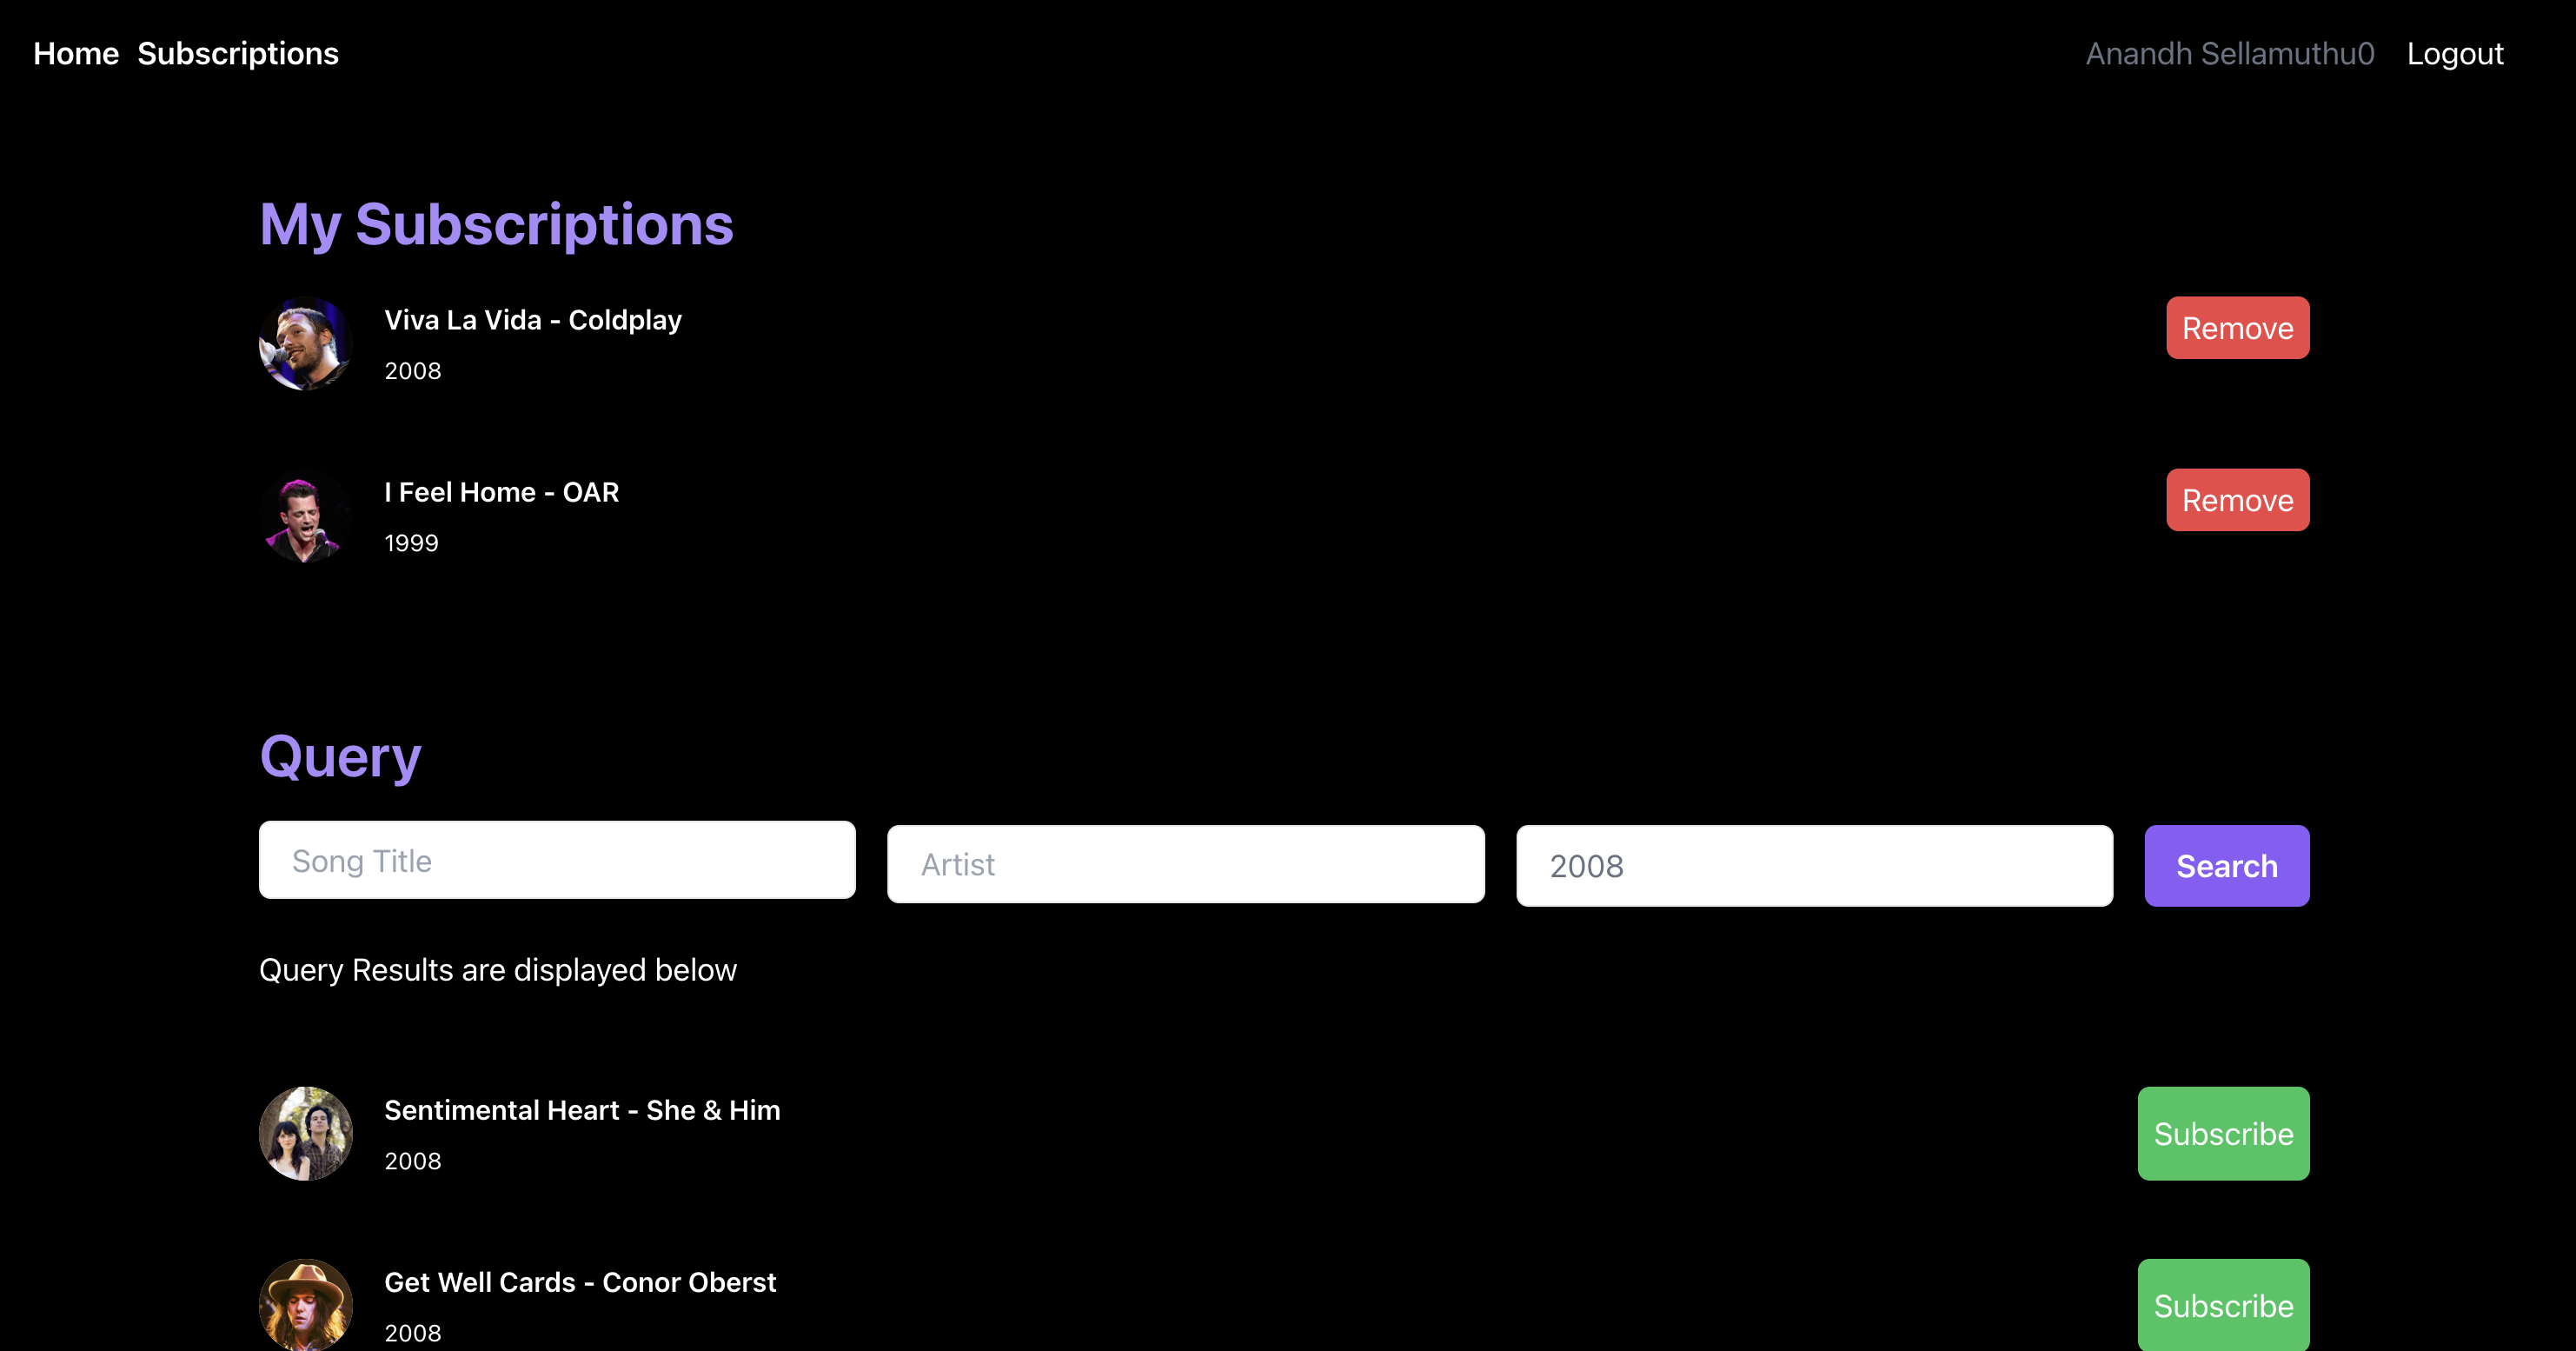 Home Subscriptions Anandh Sellamuthu0 Logout
My Subscriptions
Viva La Vida - Coldplay Remove
2008
I Feel Home - OAR Remove
1999
Query
Song Title Artist 2008 Search
Query Results are displayed below
Sentimental Heart - She & Him
2008
Subscribe
Get Well Cards - Conor Oberst
2008
Subscribe